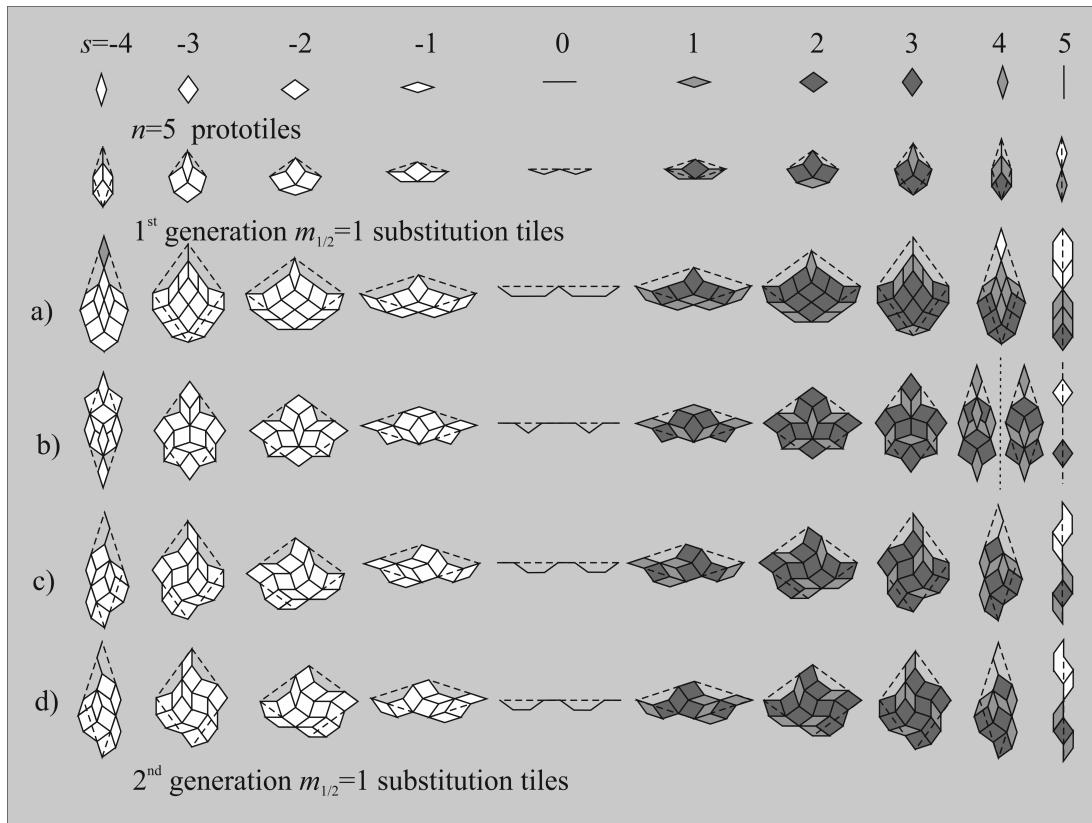 s=-4 -3 -2 -1 0 1 2 3 4 5
n=5 prototiles
1st generation m1/2=1 substitution tiles
a)
b)
c)
d)
2nd generation m1/2=1 substitution tiles